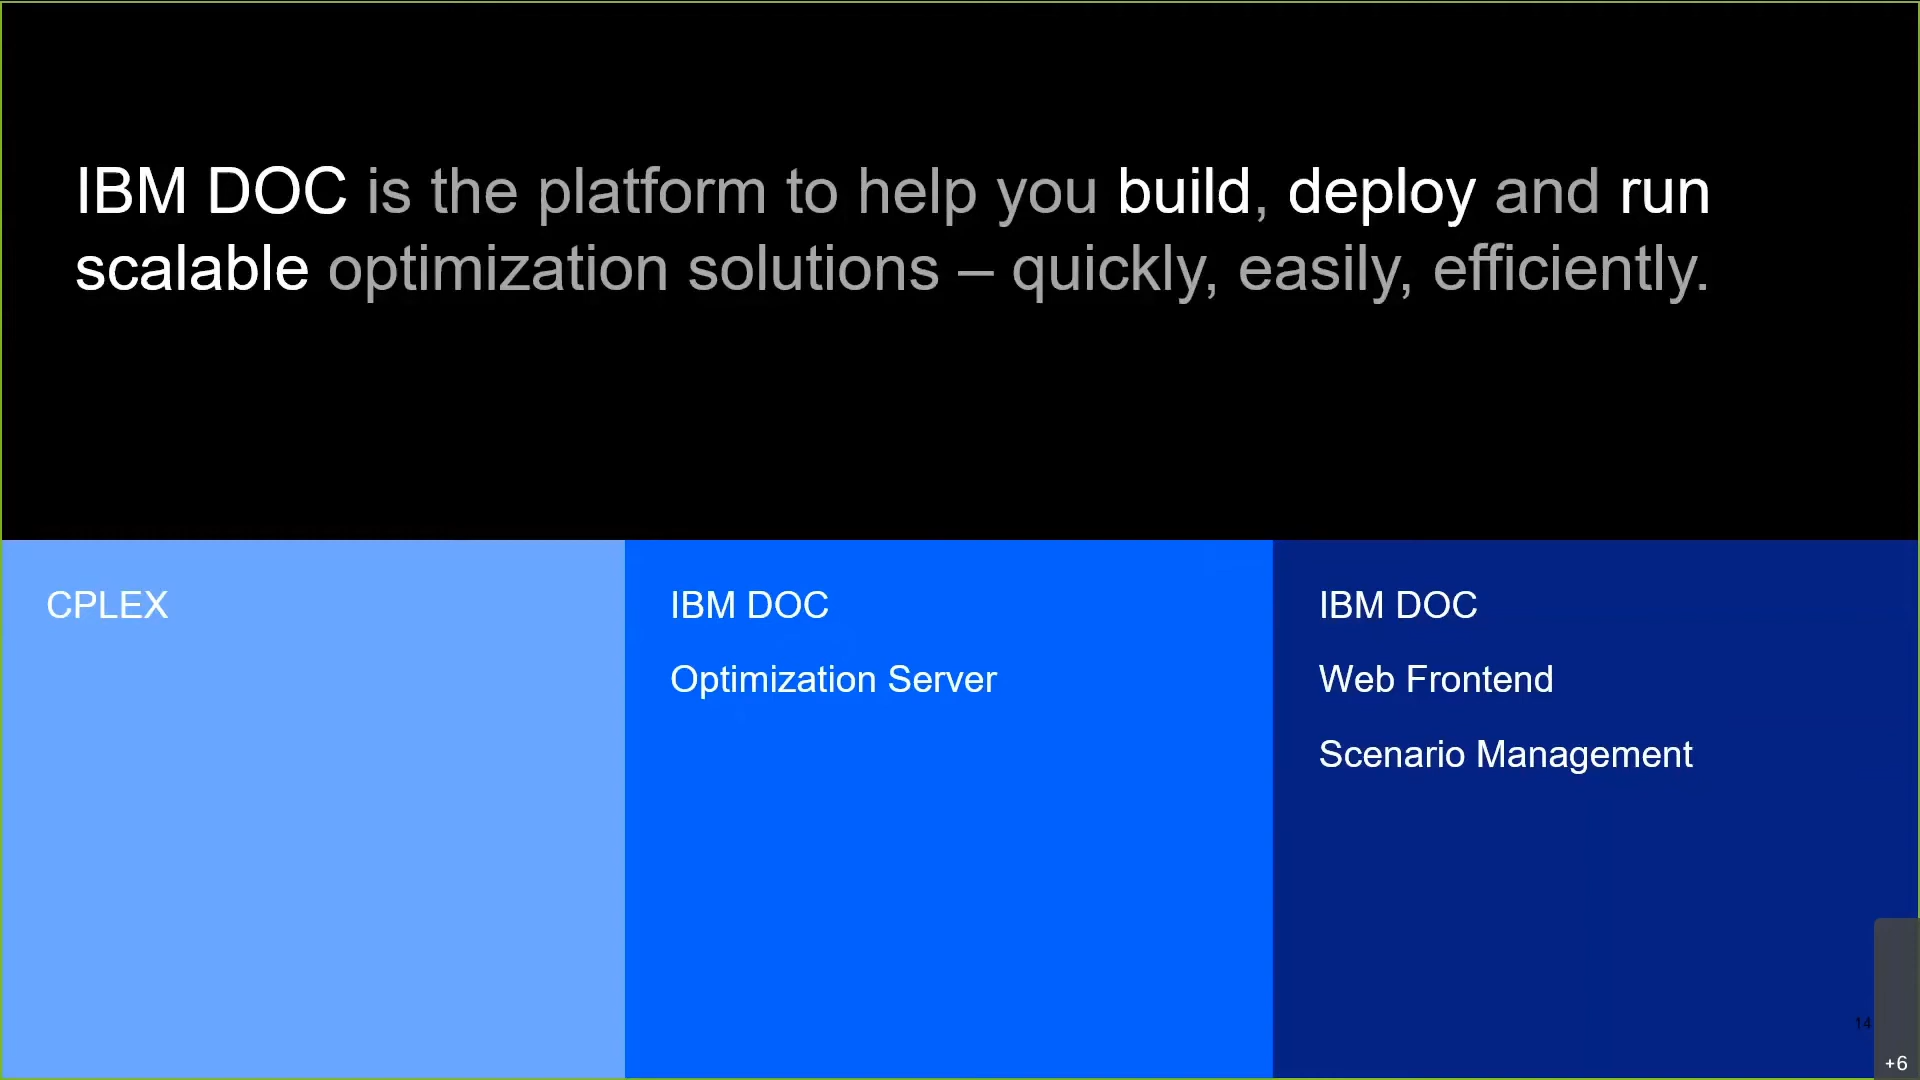 IBM DOC is the platform to help you build, deploy and run
scalable optimization solutions – quickly, easily, efficiently.
CPLEX
IBM DOC
Optimization Server
IBM DOC
Web Frontend
Scenario Management
14
+6